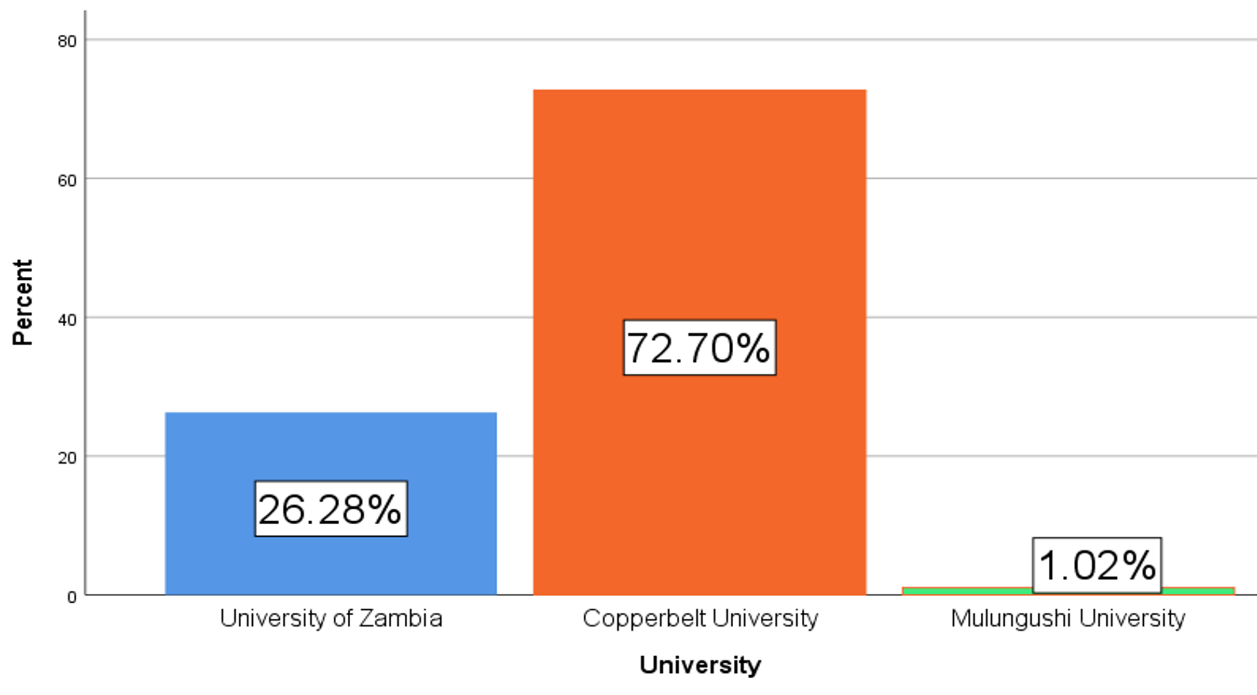 80
60
40
20
0
Percent
26.28%
72.70%
1.02%
University of Zambia
Copperbelt University
Mulungushi University
University